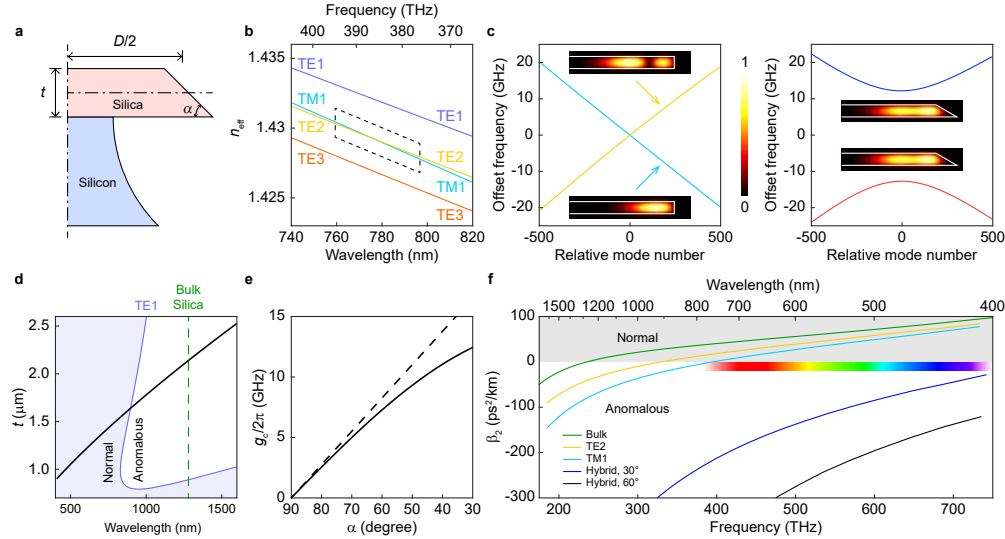 a
D/2
t
Silica
α
Silicon
b
Frequency (THz)
400 390 380 370
1.435
1.43
1.425
n_eff
TE1
TE1
TM1
TE2
TE2
TM1
TE3
TE3
740 760 780 800 820
Wavelength (nm)
c
20
10
0
-10
-20
Offset frequency (GHz)
-500 0 500
Relative mode number
1
0
20
10
0
-10
-20
Offset frequency (GHz)
-500 0 500
Relative mode number
d
TE1
Bulk
Silica
2.5
2.0
1.5
1.0
t (μm)
Normal
Anomalous
500 1000 1500
Wavelength (nm)
e
15
10
5
0
g_c/2π (GHz)
90 80 70 60 50 40 30
α (degree)
f
Wavelength (nm)
1500 1200 1000 800 700 600 500 400
100
0
-100
-200
-300
β₂ (ps²/km)
Normal
Anomalous
Bulk
TE2
TM1
Hybrid, 30°
Hybrid, 60°
200 300 400 500 600 700
Frequency (THz)